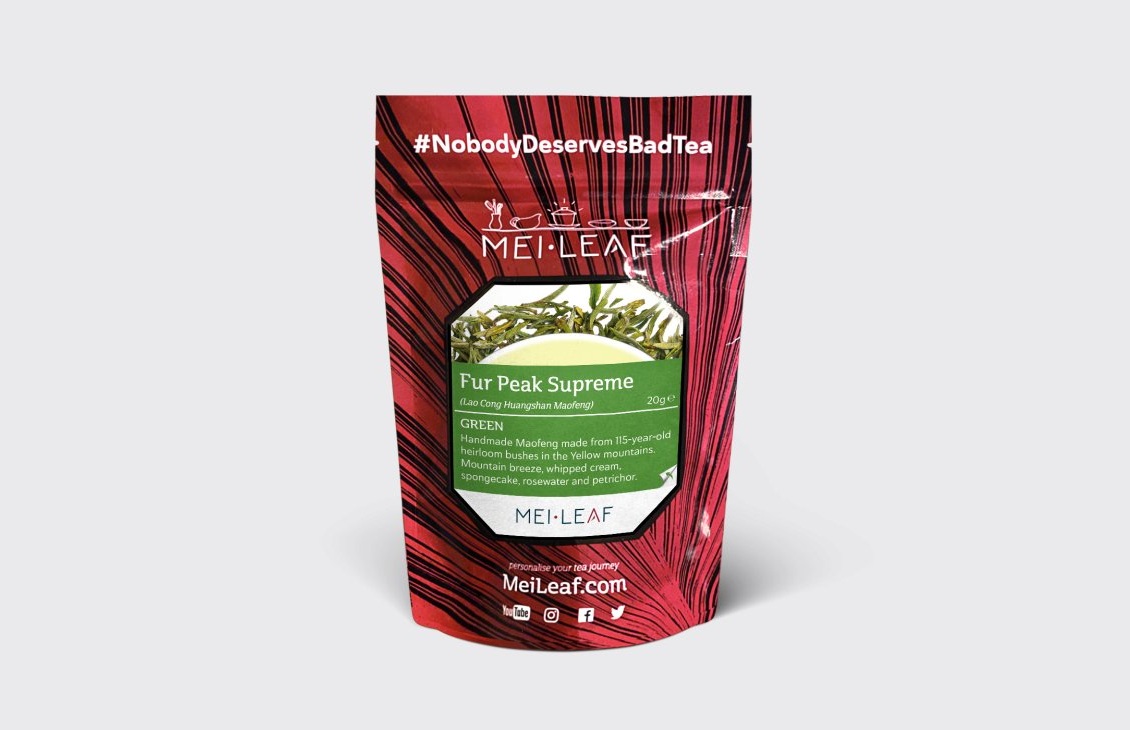 #NobodyDeservesBadTea
MEI·LEAF
Fur Peak Supreme
(Lao Cong Huangshan Maofeng)
20g℮
GREEN
Handmade Maofeng made from 115-year-old
heirloom bushes in the Yellow mountains.
Mountain breeze, whipped cream,
spongecake, rosewater and petrichor.
MEI·LEAF
personalise your tea journey
MeiLeaf.com
YouTube